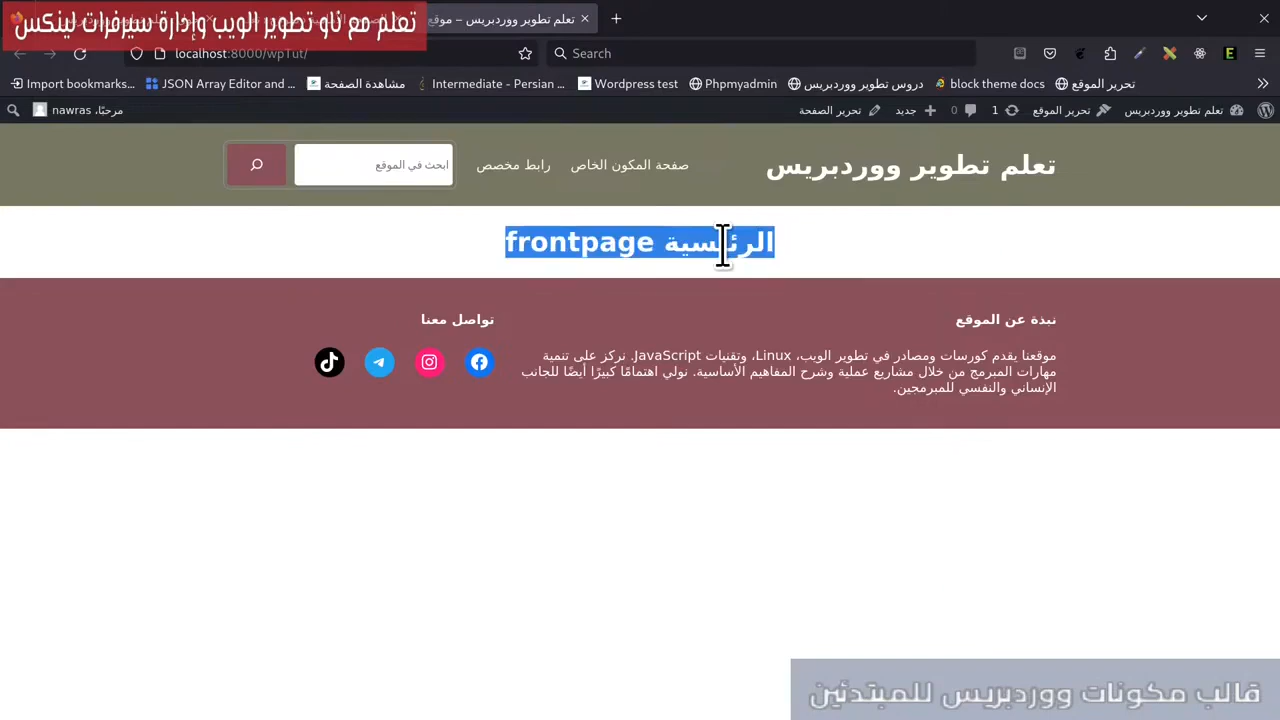 تعلم مع ناو تطوير الويب وإدارة سيرفرات لينكس
تعلم تطوير ووردبريس – موقع
localhost:8000/wpTut/
Search
Import bookmarks...
JSON Array Editor and ...
مشاهدة الصفحة
Intermediate - Persian ...
Wordpress test
Phpmyadmin
دروس تطوير ووردبريس
block theme docs
تحرير الموقع
تعلم تطوير ووردبريس
تحرير الموقع
1
0
جديد
تحرير الصفحة
مرحبًا، nawras
تعلم تطوير ووردبريس
صفحة المكون الخاص
رابط مخصص
ابحث في الموقع
الرئيسية frontpage
نبذة عن الموقع
موقعنا يقدم كورسات ومصادر في تطوير الويب، Linux، وتقنيات JavaScript. نركز على تنمية
مهارات المبرمج من خلال مشاريع عملية وشرح المفاهيم الأساسية. نولي اهتمامًا كبيرًا أيضًا للجانب
الإنساني والنفسي للمبرمجين.
تواصل معنا
قالب مكونات ووردبريس للمبتدئين